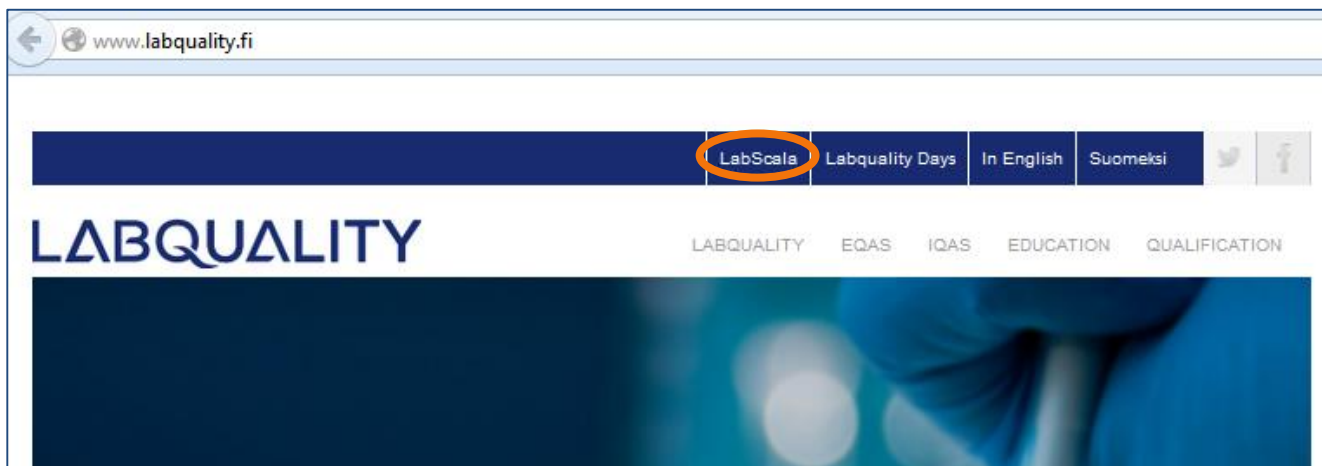 www.labquality.fi
LabScala Labquality Days In English Suomeksi
LABQUALITY
LABQUALITY EQAS IQAS EDUCATION QUALIFICATION